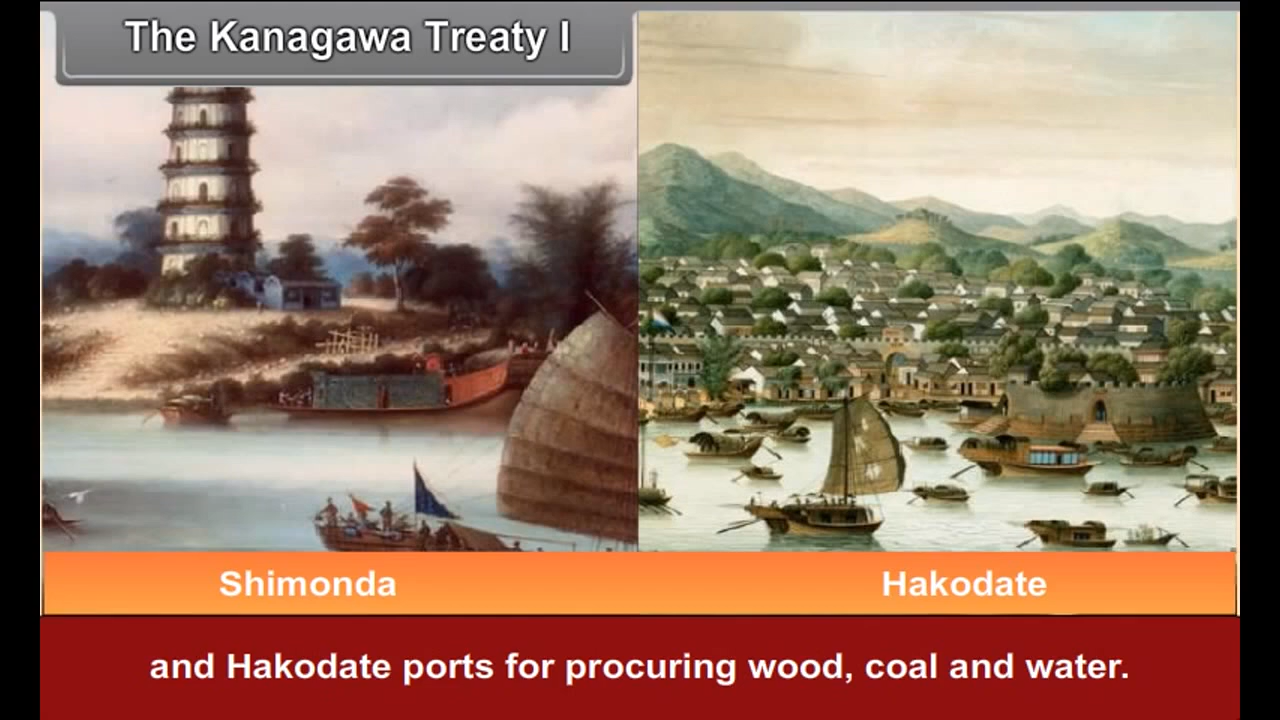 The Kanagawa Treaty I
Shimonda
Hakodate
and Hakodate ports for procuring wood, coal and water.